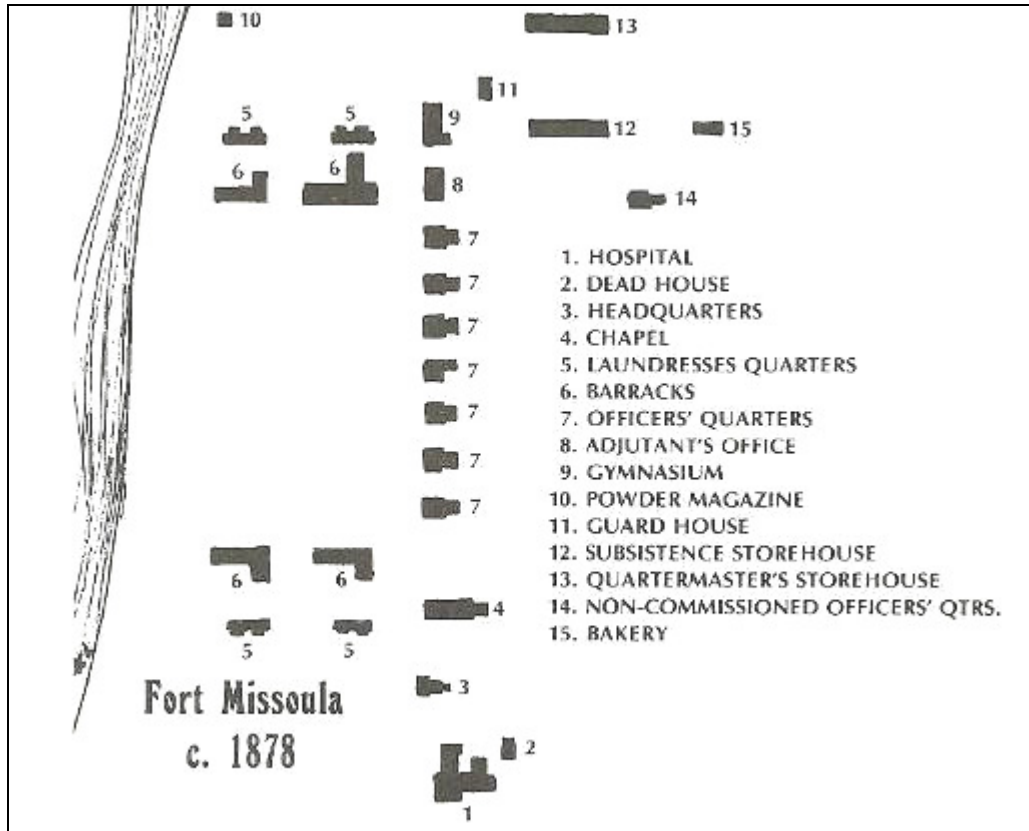 10
13
11
5
5
9
12
15
6
6
8
14
7
7
7
7
7
7
7
1. HOSPITAL
2. DEAD HOUSE
3. HEADQUARTERS
4. CHAPEL
5. LAUNDRESSES QUARTERS
6. BARRACKS
7. OFFICERS' QUARTERS
8. ADJUTANT'S OFFICE
9. GYMNASIUM
10. POWDER MAGAZINE
11. GUARD HOUSE
12. SUBSISTENCE STOREHOUSE
13. QUARTERMASTER'S STOREHOUSE
14. NON-COMMISSIONED OFFICERS' QTRS.
15. BAKERY
6
6
4
5
5
3
Fort Missoula
c. 1878
2
1